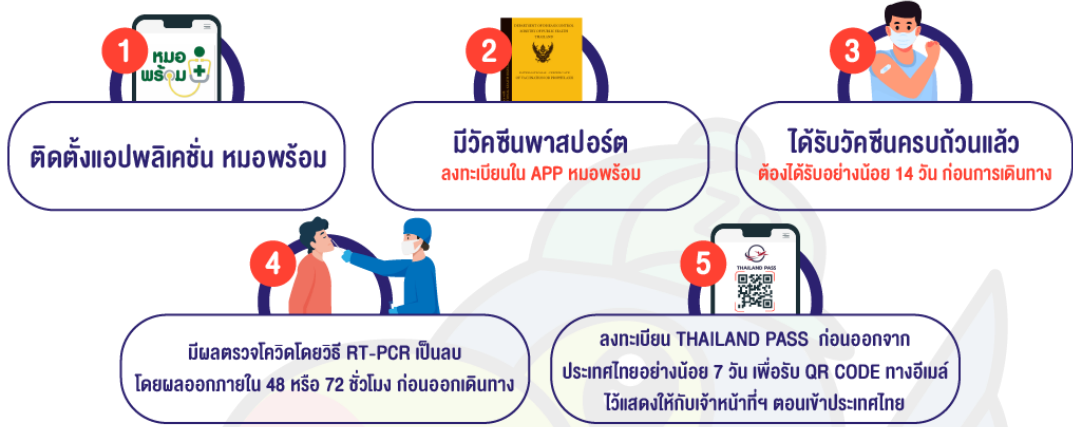 1
หมอ
พร้อม
ติดตั้งแอปพลิเคชั่น หมอพร้อม
2
มีวัคซีนพาสปอร์ต
ลงทะเบียนใน APP หมอพร้อม
3
ได้รับวัคซีนครบถ้วนแล้ว
ต้องได้รับอย่างน้อย 14 วัน ก่อนการเดินทาง
4
มีผลตรวจโควิดโดยวิธี RT-PCR เป็นลบ
โดยผลออกภายใน 48 หรือ 72 ชั่วโมง ก่อนออกเดินทาง
5
THAILAND PASS
ลงทะเบียน THAILAND PASS ก่อนออกจาก
ประเทศไทยอย่างน้อย 7 วัน เพื่อรับ QR CODE ทางอีเมล์
ไว้แสดงให้กับเจ้าหน้าที่ฯ ตอนเข้าประเทศไทย